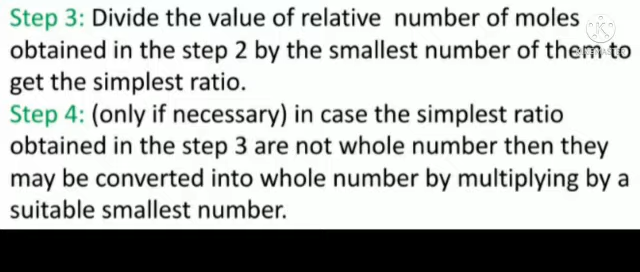 Step 3: Divide the value of relative number of moles
obtained in the step 2 by the smallest number of them to
get the simplest ratio.
Step 4: (only if necessary) in case the simplest ratio
obtained in the step 3 are not whole number then they
may be converted into whole number by multiplying by a
suitable smallest number.